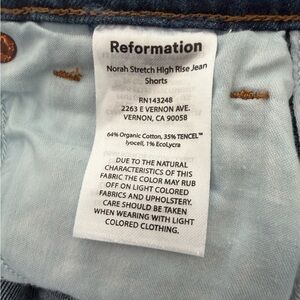 Reformation
Norah Stretch High Rise Jean
Shorts
RN143248
2263 E VERNON AVE.
VERNON, CA 90058
64% Organic Cotton, 35% TENCEL™
lyocell, 1% EcoLycra
DUE TO THE NATURAL
CHARACTERISTICS OF THIS
FABRIC THE COLOR MAY RUB
OFF ON LIGHT COLORED
FABRICS AND UPHOLSTERY.
CARE SHOULD BE TAKEN
WHEN WEARING WITH LIGHT
COLORED CLOTHING.